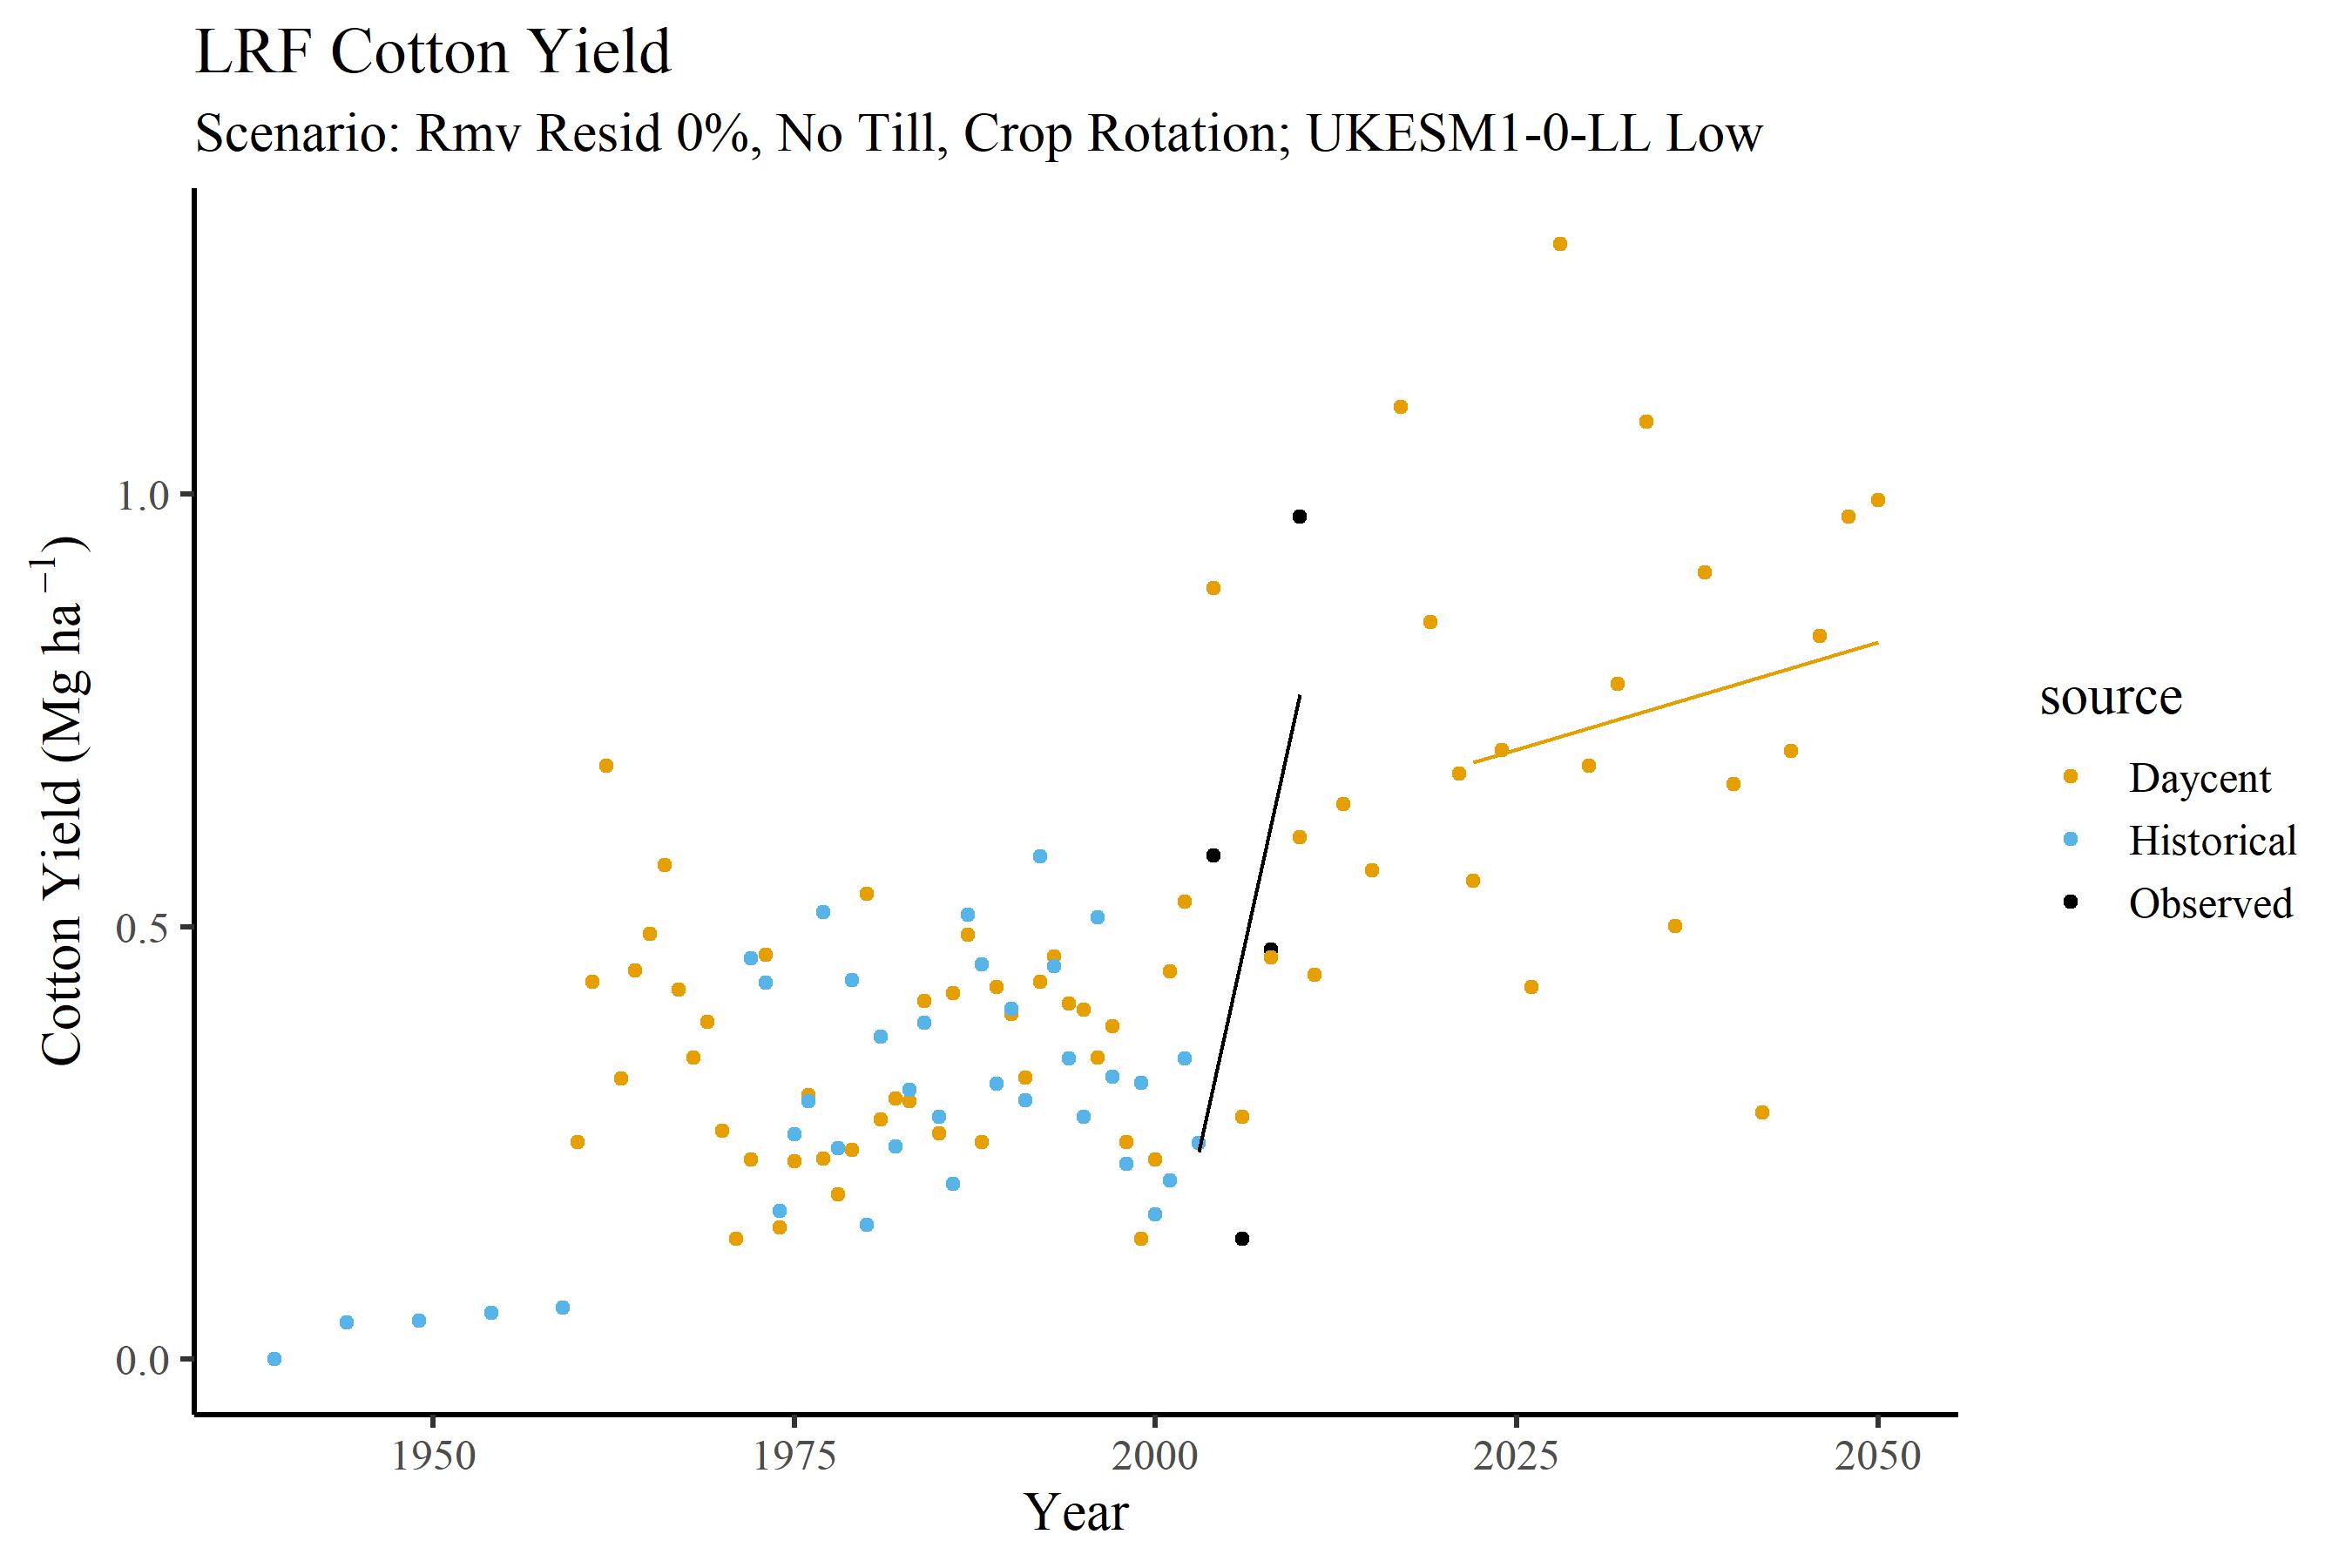 LRF Cotton Yield
Scenario: Rmv Resid 0%, No Till, Crop Rotation; UKESM1-0-LL Low
Cotton Yield (Mg ha⁻¹)
1.0
0.5
0.0
1950 1975 2000 2025 2050
Year
source
Daycent
Historical
Observed